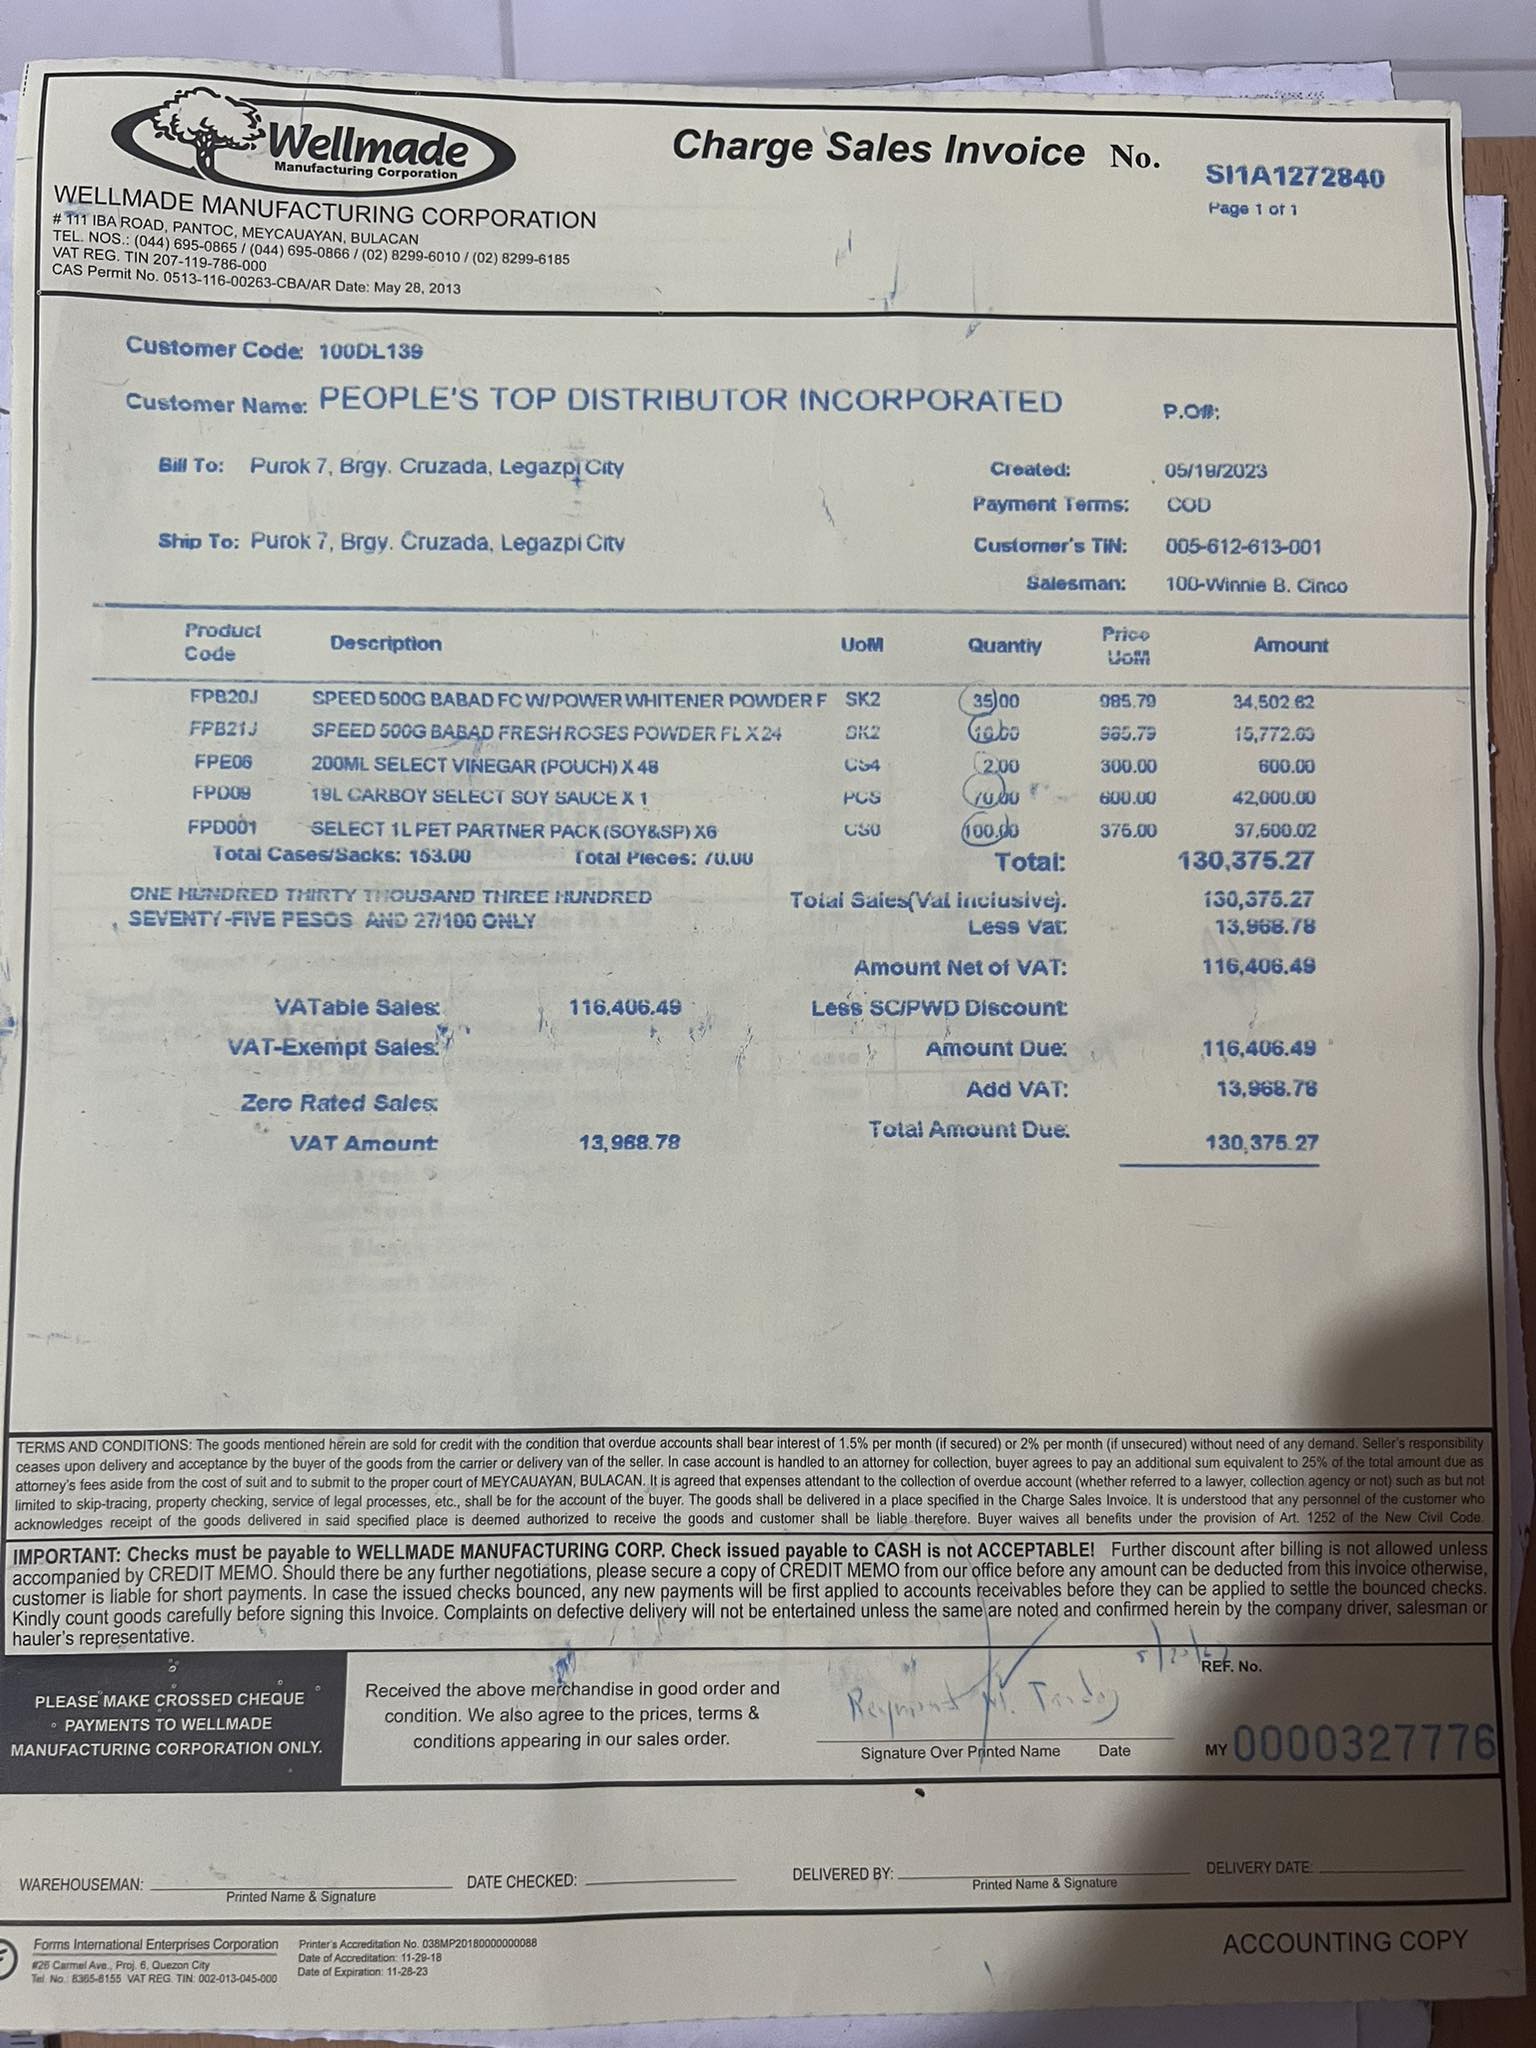 Wellmade
Manufacturing Corporation
Charge Sales Invoice No. SI1A1272840
Page 1 of 1
WELLMADE MANUFACTURING CORPORATION
# 111 IBA ROAD, PANTOC, MEYCAUAYAN, BULACAN
TEL. NOS.: (044) 695-0865 / (044) 695-0866 / (02) 8299-6010 / (02) 8299-6185
VAT REG. TIN 207-119-786-000
CAS Permit No. 0513-116-00263-CBA/AR Date: May 28, 2013
Customer Code: 100DL139
Customer Name: PEOPLE'S TOP DISTRIBUTOR INCORPORATED P.O#:
Bill To: Purok 7, Brgy. Cruzada, Legazpi City Created: 05/19/2023
Payment Terms: COD
Ship To: Purok 7, Brgy. Cruzada, Legazpi City Customer's TIN: 005-612-613-001
Salesman: 100-Winnie B. Cinco
Product Code Description UoM Quantiy Price UoM Amount
FPB20J SPEED 500G BABAD FC W/ POWER WHITENER POWDER F SK2 35.00 985.79 34,502.62
FPB21J SPEED 500G BABAD FRESH ROSES POWDER FL X 24 SK2 16.00 985.79 15,772.63
FPE06 200ML SELECT VINEGAR (POUCH) X 48 CS4 2.00 300.00 600.00
FPD09 19L CARBOY SELECT SOY SAUCE X 1 PCS 70.00 600.00 42,000.00
FPD001 SELECT 1L PET PARTNER PACK (SOY&SP) X6 CS0 100.00 375.00 37,500.02
Total Cases/Sacks: 153.00 Total Pieces: 70.00 Total: 130,375.27
ONE HUNDRED THIRTY THOUSAND THREE HUNDRED Total Sales(Vat Inclusive). 130,375.27
SEVENTY-FIVE PESOS AND 27/100 ONLY Less Vat: 13,968.78
Amount Net of VAT: 116,406.49
VATable Sales: 116,406.49 Less SC/PWD Discount:
VAT-Exempt Sales: Amount Due: 116,406.49
Zero Rated Sales: Add VAT: 13,968.78
VAT Amount: 13,968.78 Total Amount Due: 130,375.27
TERMS AND CONDITIONS: The goods mentioned herein are sold for credit with the condition that overdue accounts shall bear interest of 1.5% per month (if secured) or 2% per month (if unsecured) without need of any demand. Seller's responsibility
ceases upon delivery and acceptance by the buyer of the goods from the carrier or delivery van of the seller. In case account is handled to an attorney for collection, buyer agrees to pay an additional sum equivalent to 25% of the total amount due as
attorney's fees aside from the cost of suit and to submit to the proper court of MEYCAUAYAN, BULACAN. It is agreed that expenses attendant to the collection of overdue account (whether referred to a lawyer, collection agency or not) such as but not
limited to skip-tracing, property checking, service of legal processes, etc., shall be for the account of the buyer. The goods shall be delivered in a place specified in the Charge Sales Invoice. It is understood that any personnel of the customer who
acknowledges receipt of the goods delivered in said specified place is deemed authorized to receive the goods and customer shall be liable therefore. Buyer waives all benefits under the provision of Art. 1252 of the New Civil Code.
IMPORTANT: Checks must be payable to WELLMADE MANUFACTURING CORP. Check issued payable to CASH is not ACCEPTABLE! Further discount after billing is not allowed unless
accompanied by CREDIT MEMO. Should there be any further negotiations, please secure a copy of CREDIT MEMO from our office before any amount can be deducted from this invoice otherwise,
customer is liable for short payments. In case the issued checks bounced, any new payments will be first applied to accounts receivables before they can be applied to settle the bounced checks.
Kindly count goods carefully before signing this Invoice. Complaints on defective delivery will not be entertained unless the same are noted and confirmed herein by the company driver, salesman or
hauler's representative.
PLEASE MAKE CROSSED CHEQUE
PAYMENTS TO WELLMADE
MANUFACTURING CORPORATION ONLY.
Received the above merchandise in good order and
condition. We also agree to the prices, terms &
conditions appearing in our sales order.
M.
Signature Over Printed Name Date
REF. No.
MY 0000327776
WAREHOUSEMAN: DATE CHECKED: DELIVERED BY: DELIVERY DATE:
Printed Name & Signature Printed Name & Signature
Forms International Enterprises Corporation
#26 Carmel Ave., Proj. 6, Quezon City
Tel. No.: 8365-8155 VAT REG. TIN: 002-013-045-000
Printer's Accreditation No. 038MP20180000000088
Date of Accreditation: 11-29-18
Date of Expiration: 11-28-23
ACCOUNTING COPY